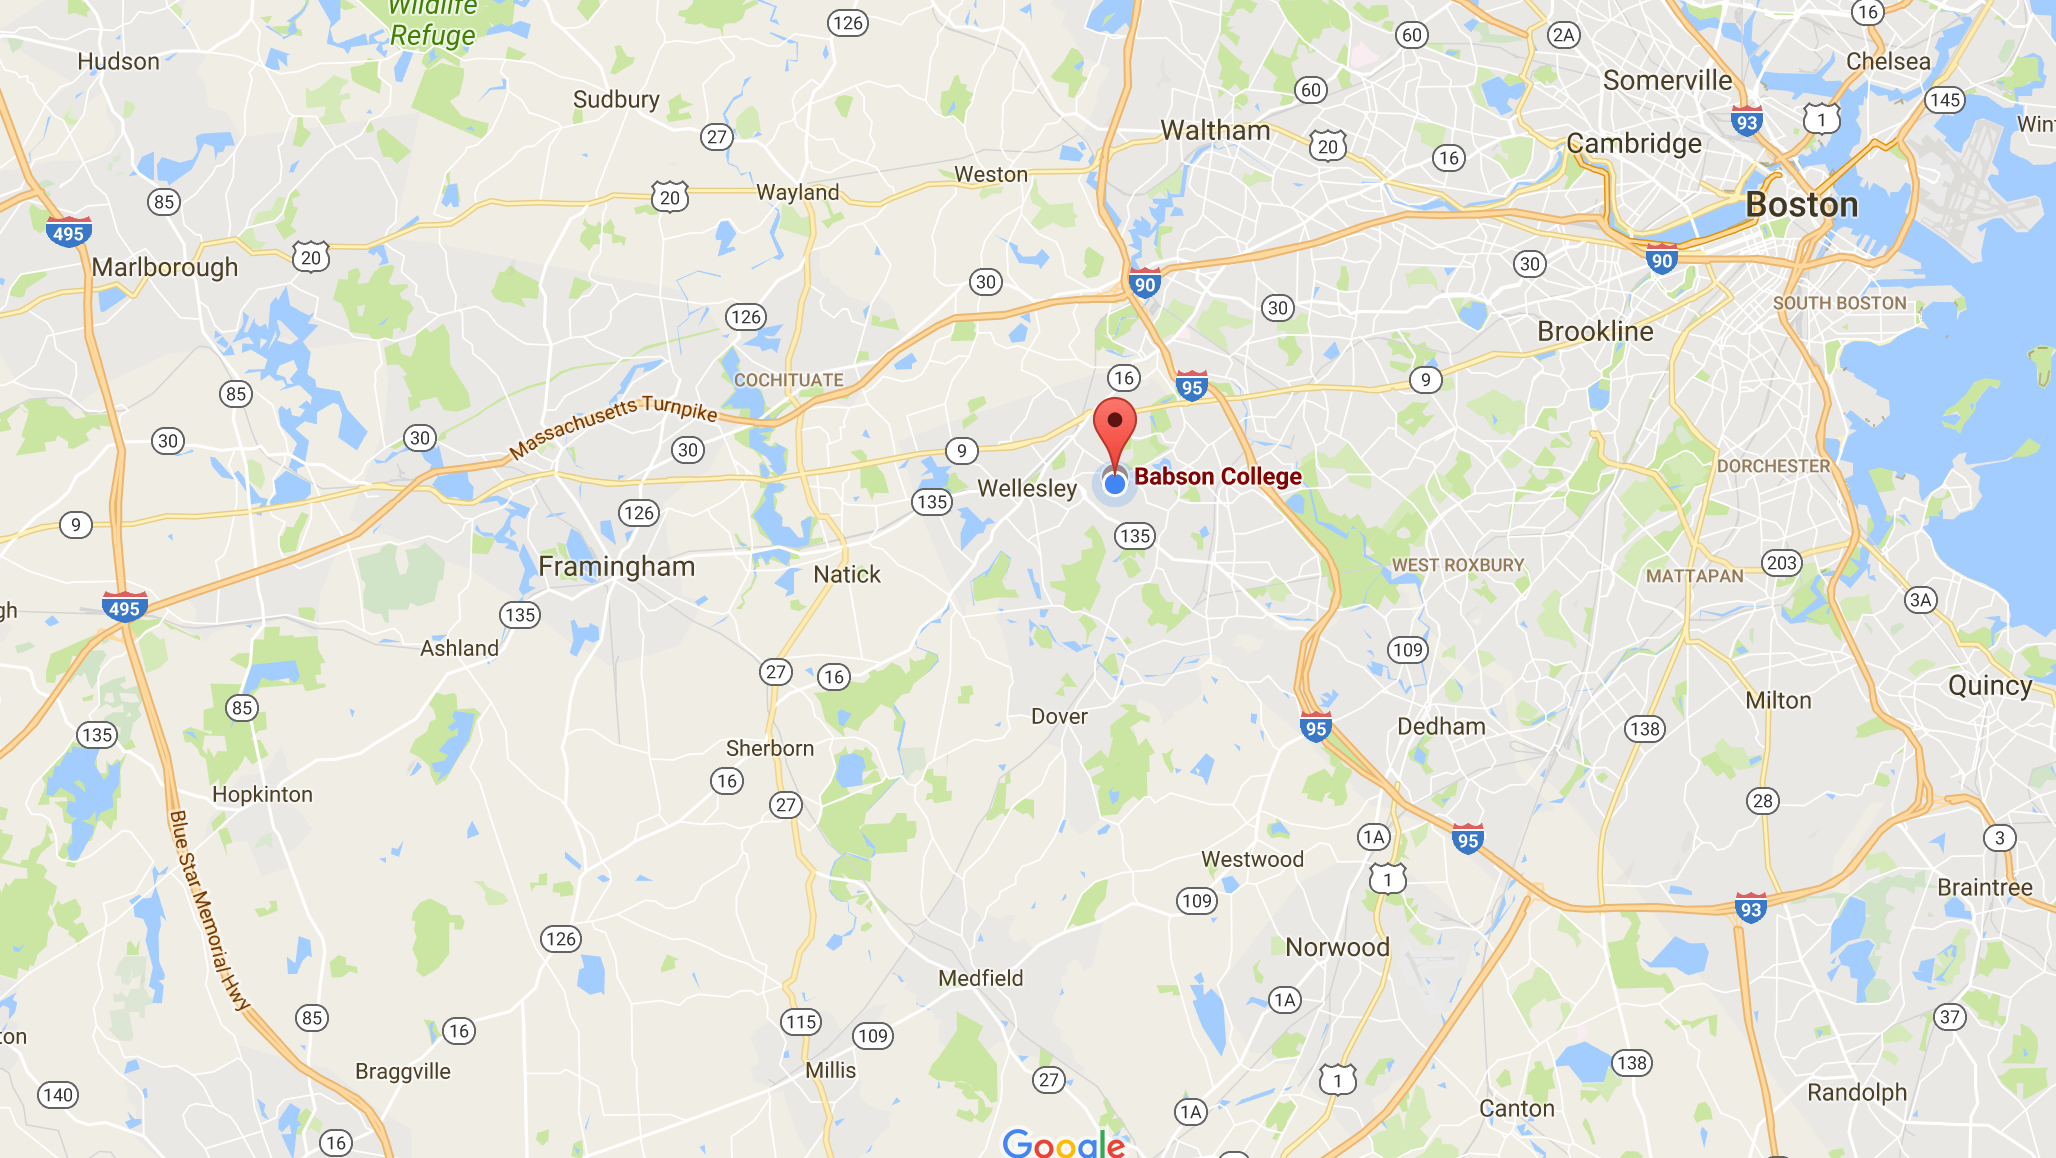 Wildlife
Refuge
126
60
2A
16
Hudson
Chelsea
Somerville
Sudbury
60
145
93
1
27
Waltham
20
Cambridge
16
Weston
Wayland
20
85
Boston
495
20
90
30
90
Marlborough
30
30
SOUTH BOSTON
126
Brookline
COCHITUATE
16
95
9
85
Massachusetts Turnpike
30
30
30
9
DORCHESTER
Babson College
Wellesley
135
126
9
135
203
WEST ROXBURY
MATTAPAN
Framingham
Natick
3A
495
gh
135
Ashland
109
27
16
Quincy
Milton
85
Dover
95
Dedham
138
135
Sherborn
16
Hopkinton
27
28
1A
95
3
Westwood
1
Braintree
109
93
Blue Star Memorial Hwy
126
Norwood
Medfield
1A
85
16
115
109
37
ton
138
Braggville
Millis
27
1
Randolph
140
1A
Canton
16
Google